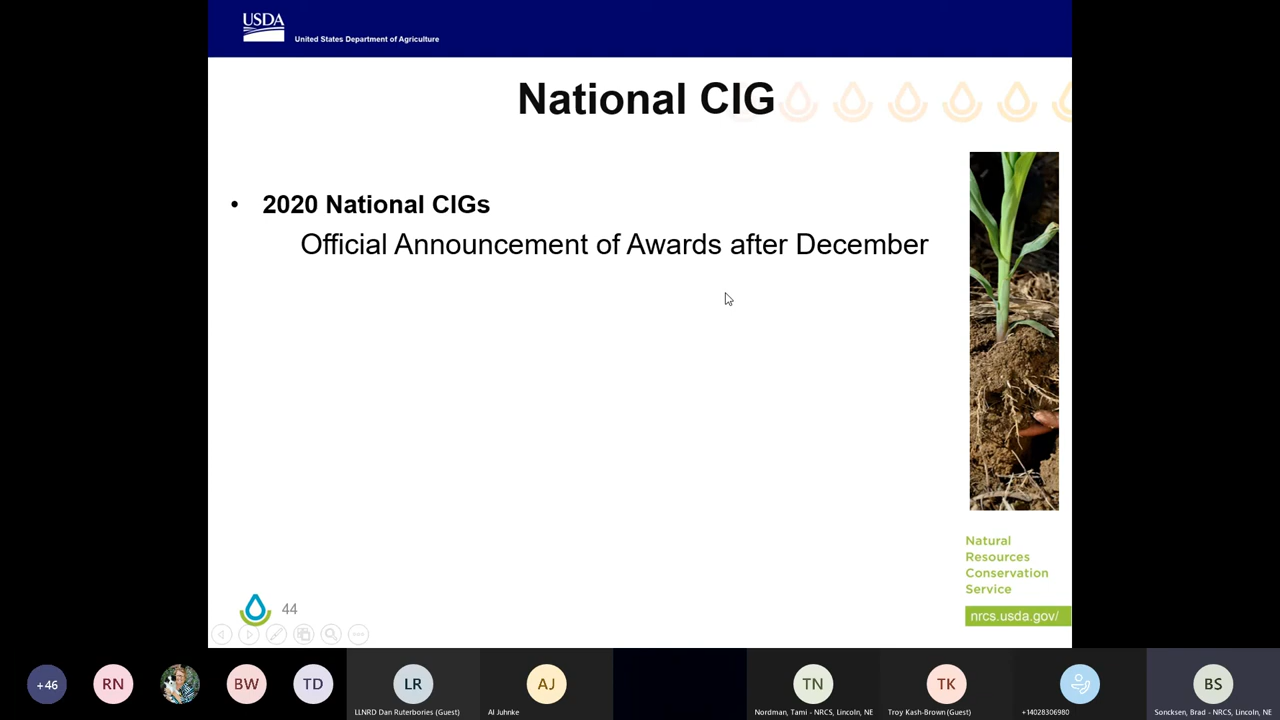 USDA
United States Department of Agriculture
National CIG
• 2020 National CIGs
Official Announcement of Awards after December
Natural
Resources
Conservation
Service
nrcs.usda.gov/
44
+46
RN
BW
TD
LR
LLNRD Dan Ruterbories (Guest)
AJ
Al Juhnke
TN
Nordman, Tami - NRCS, Lincoln, NE
TK
Troy Kash-Brown (Guest)
+14028306980
BS
Soncksen, Brad - NRCS, Lincoln, NE